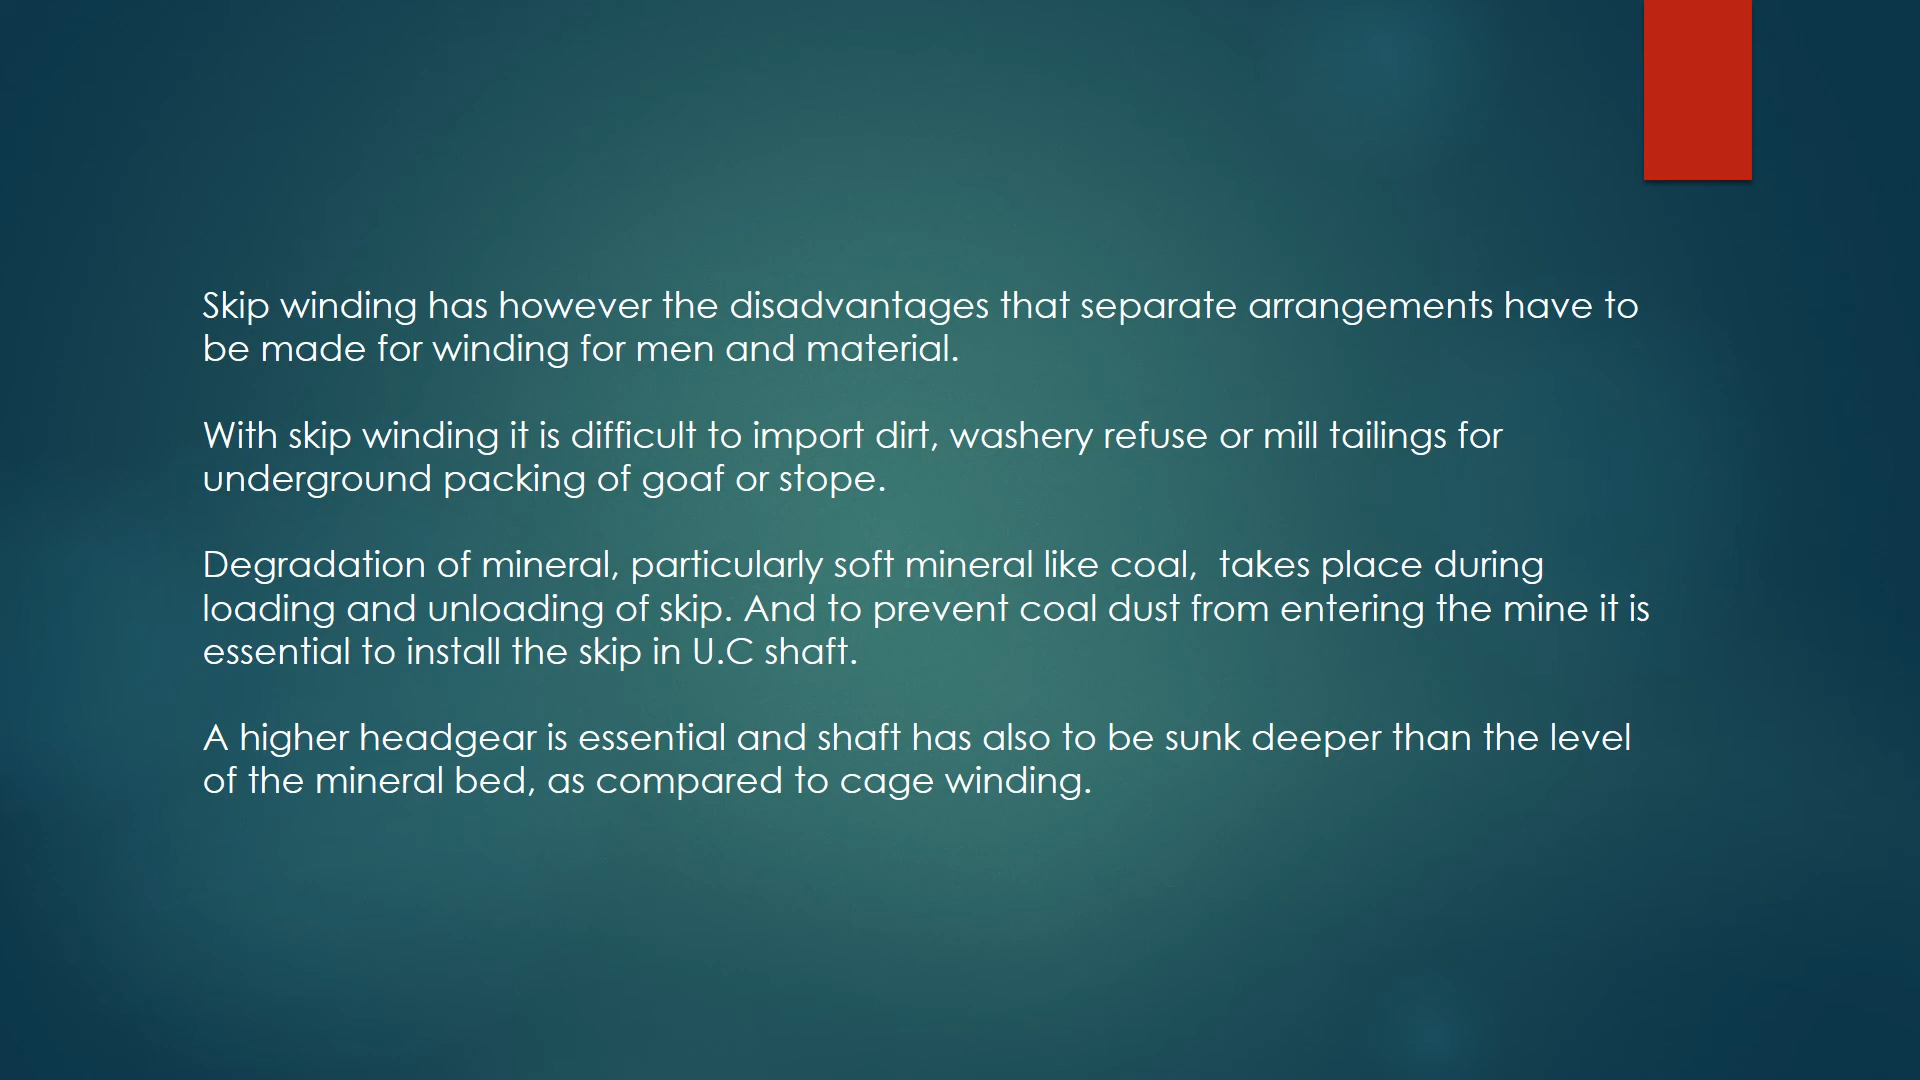 Skip winding has however the disadvantages that separate arrangements have to
be made for winding for men and material.
With skip winding it is difficult to import dirt, washery refuse or mill tailings for
underground packing of goaf or stope.
Degradation of mineral, particularly soft mineral like coal,  takes place during
loading and unloading of skip. And to prevent coal dust from entering the mine it is
essential to install the skip in U.C shaft.
A higher headgear is essential and shaft has also to be sunk deeper than the level
of the mineral bed, as compared to cage winding.